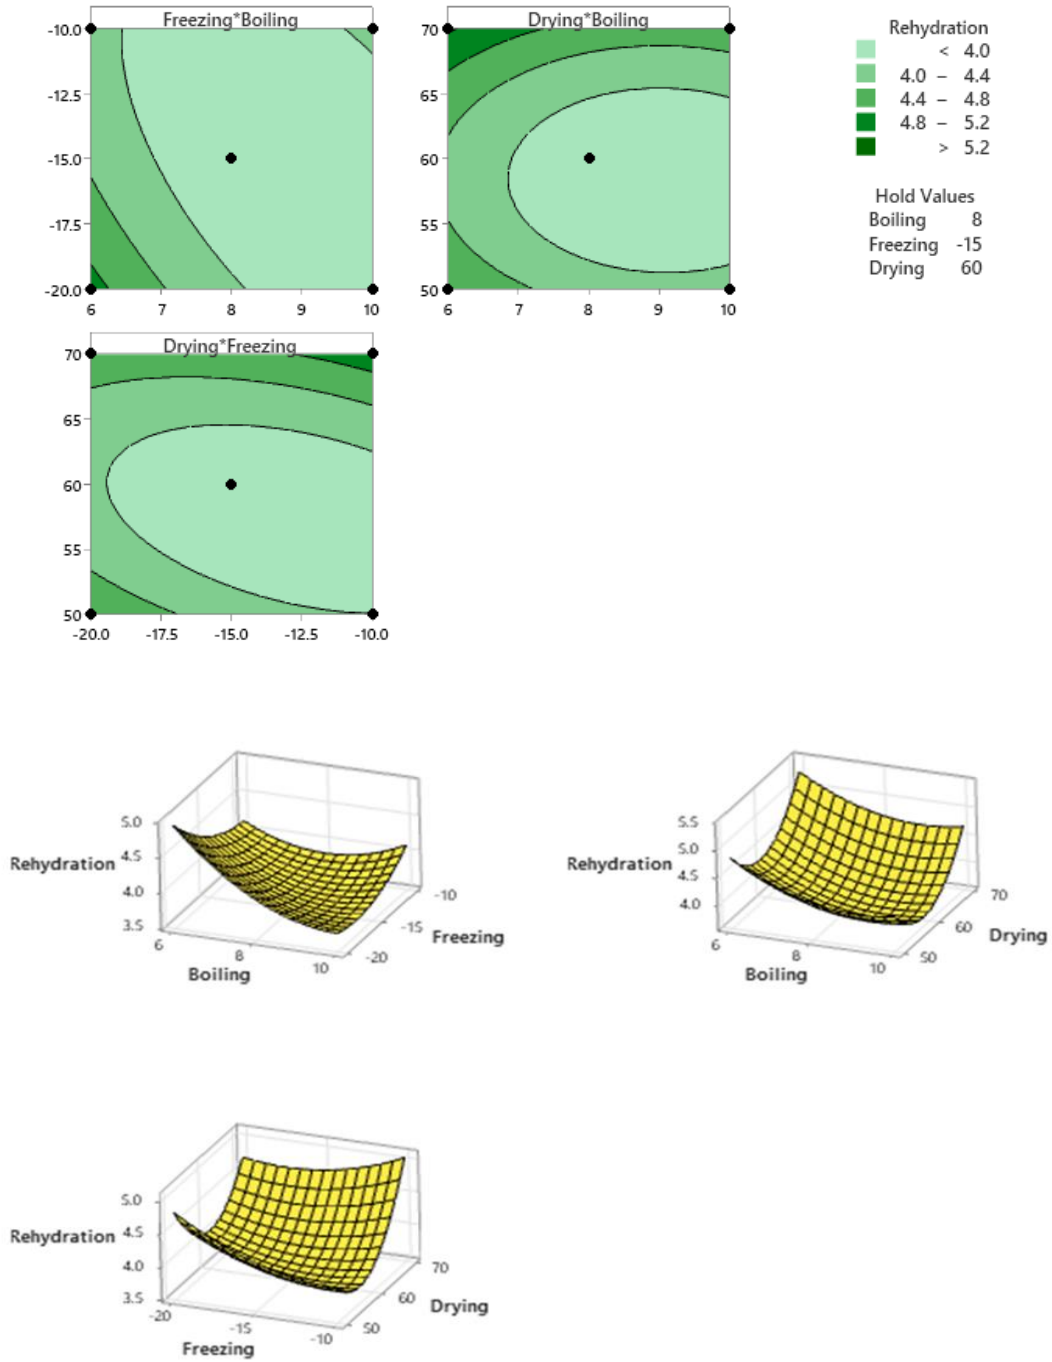 Freezing*Boiling
-10.0
-12.5
-15.0
-17.5
-20.0
6 7 8 9 10
Drying*Boiling
70
65
60
55
50
6 7 8 9 10
Rehydration
< 4.0
4.0 – 4.4
4.4 – 4.8
4.8 – 5.2
> 5.2
Hold Values
Boiling 8
Freezing -15
Drying 60
Drying*Freezing
70
65
60
55
50
-20.0 -17.5 -15.0 -12.5 -10.0
5.0
4.5
4.0
3.5
Rehydration
6 8 10
Boiling
-10
-15
-20
Freezing
5.5
5.0
4.5
4.0
Rehydration
6 8 10
Boiling
70
60
50
Drying
5.0
4.5
4.0
3.5
Rehydration
-20 -15 -10
Freezing
70
60
50
Drying